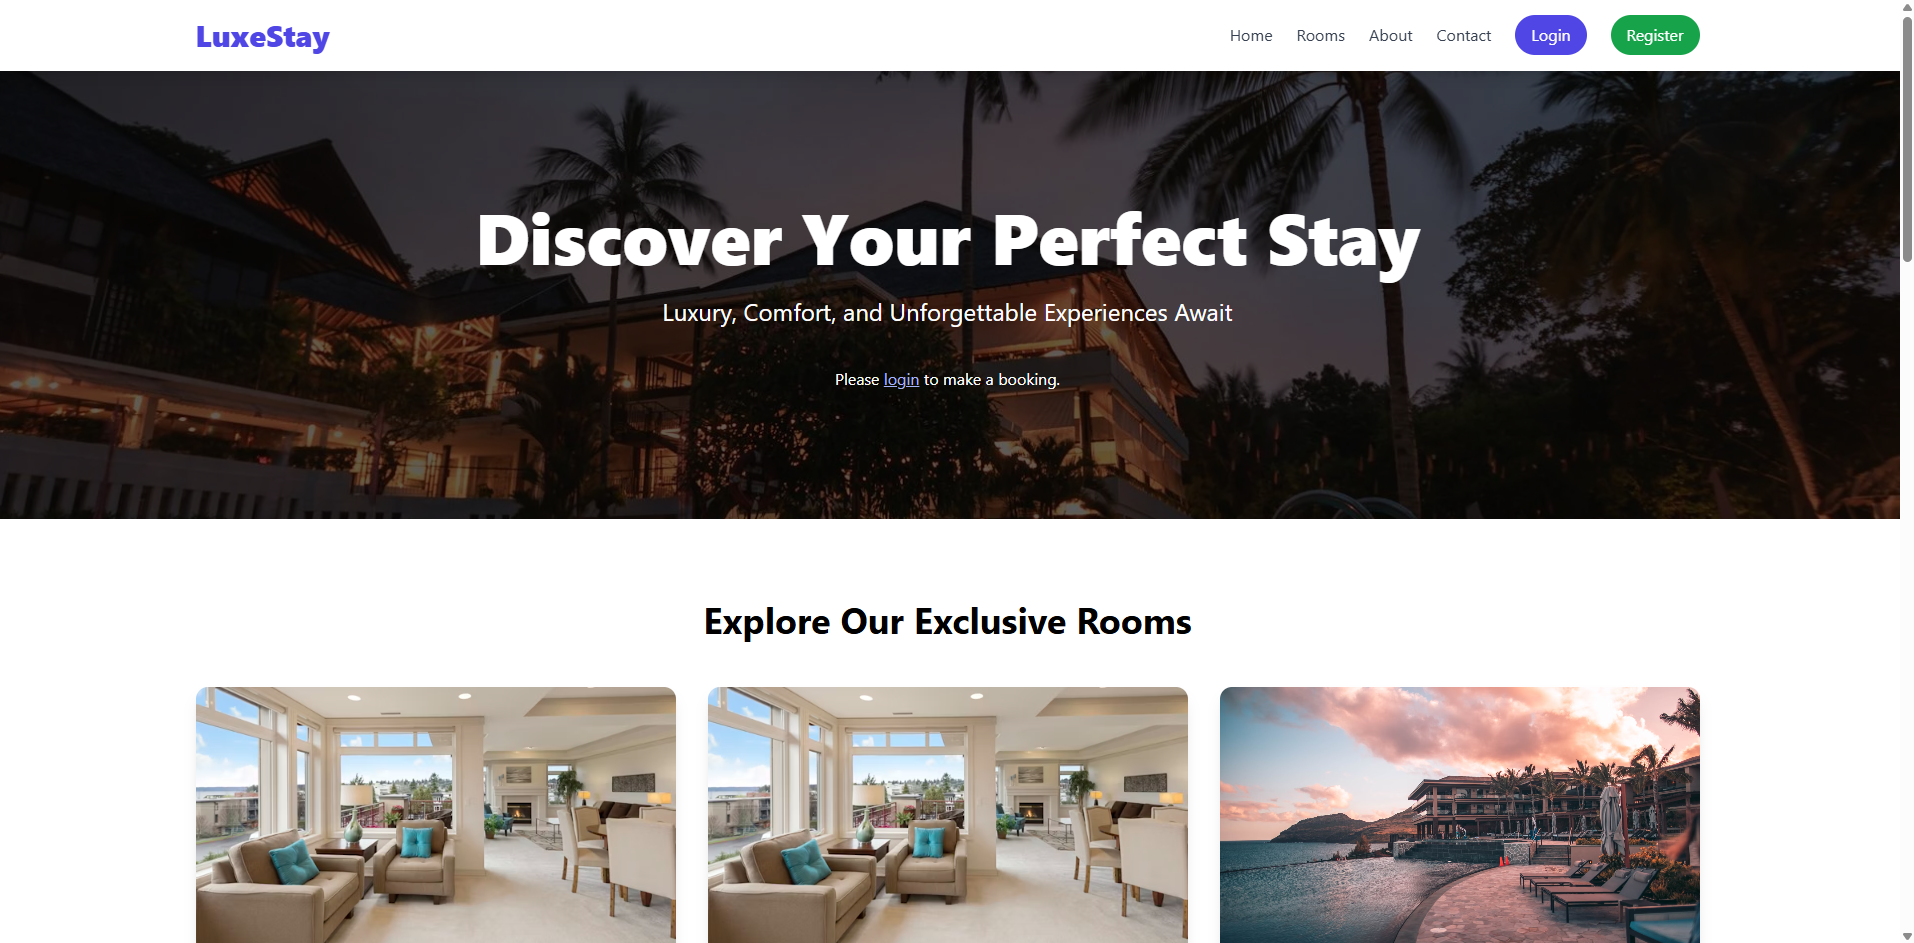 LuxeStay
Home Rooms About Contact Login Register
Discover Your Perfect Stay
Luxury, Comfort, and Unforgettable Experiences Await
Please login to make a booking.
Explore Our Exclusive Rooms